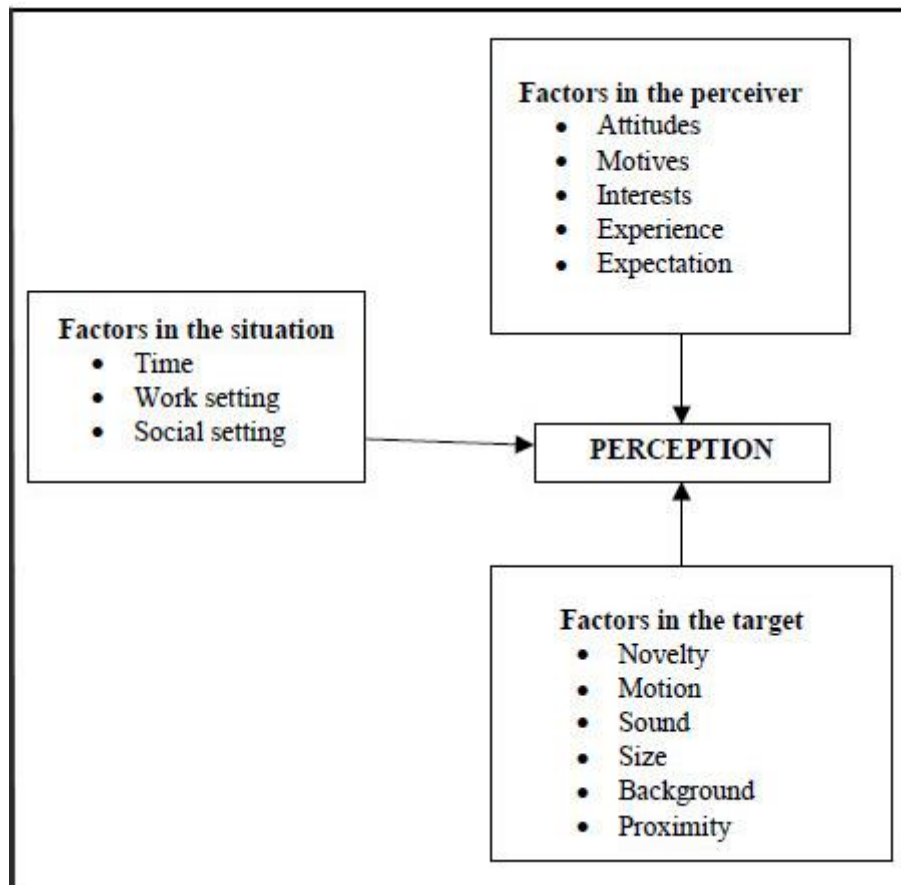 Factors in the perceiver
• Attitudes
• Motives
• Interests
• Experience
• Expectation
Factors in the situation
• Time
• Work setting
• Social setting
PERCEPTION
Factors in the target
• Novelty
• Motion
• Sound
• Size
• Background
• Proximity